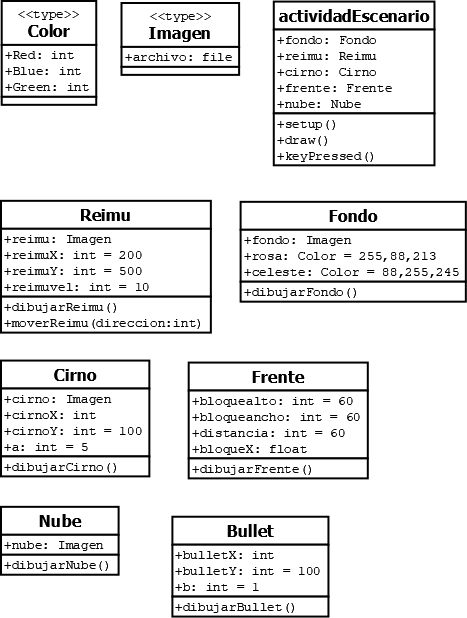 <<type>>
Color
+Red: int
+Blue: int
+Green: int
<<type>>
Imagen
+archivo: file
actividadEscenario
+fondo: Fondo
+reimu: Reimu
+cirno: Cirno
+frente: Frente
+nube: Nube
+setup()
+draw()
+keyPressed()
Reimu
+reimu: Imagen
+reimuX: int = 200
+reimuY: int = 500
+reimuvel: int = 10
+dibujarReimu()
+moverReimu(direccion:int)
Fondo
+fondo: Imagen
+rosa: Color = 255,88,213
+celeste: Color = 88,255,245
+dibujarFondo()
Cirno
+cirno: Imagen
+cirnoX: int
+cirnoY: int = 100
+a: int = 5
+dibujarCirno()
Frente
+bloquealto: int = 60
+bloqueancho: int = 60
+distancia: int = 60
+bloqueX: float
+dibujarFrente()
Nube
+nube: Imagen
+dibujarNube()
Bullet
+bulletX: int
+bulletY: int = 100
+b: int = 1
+dibujarBullet()